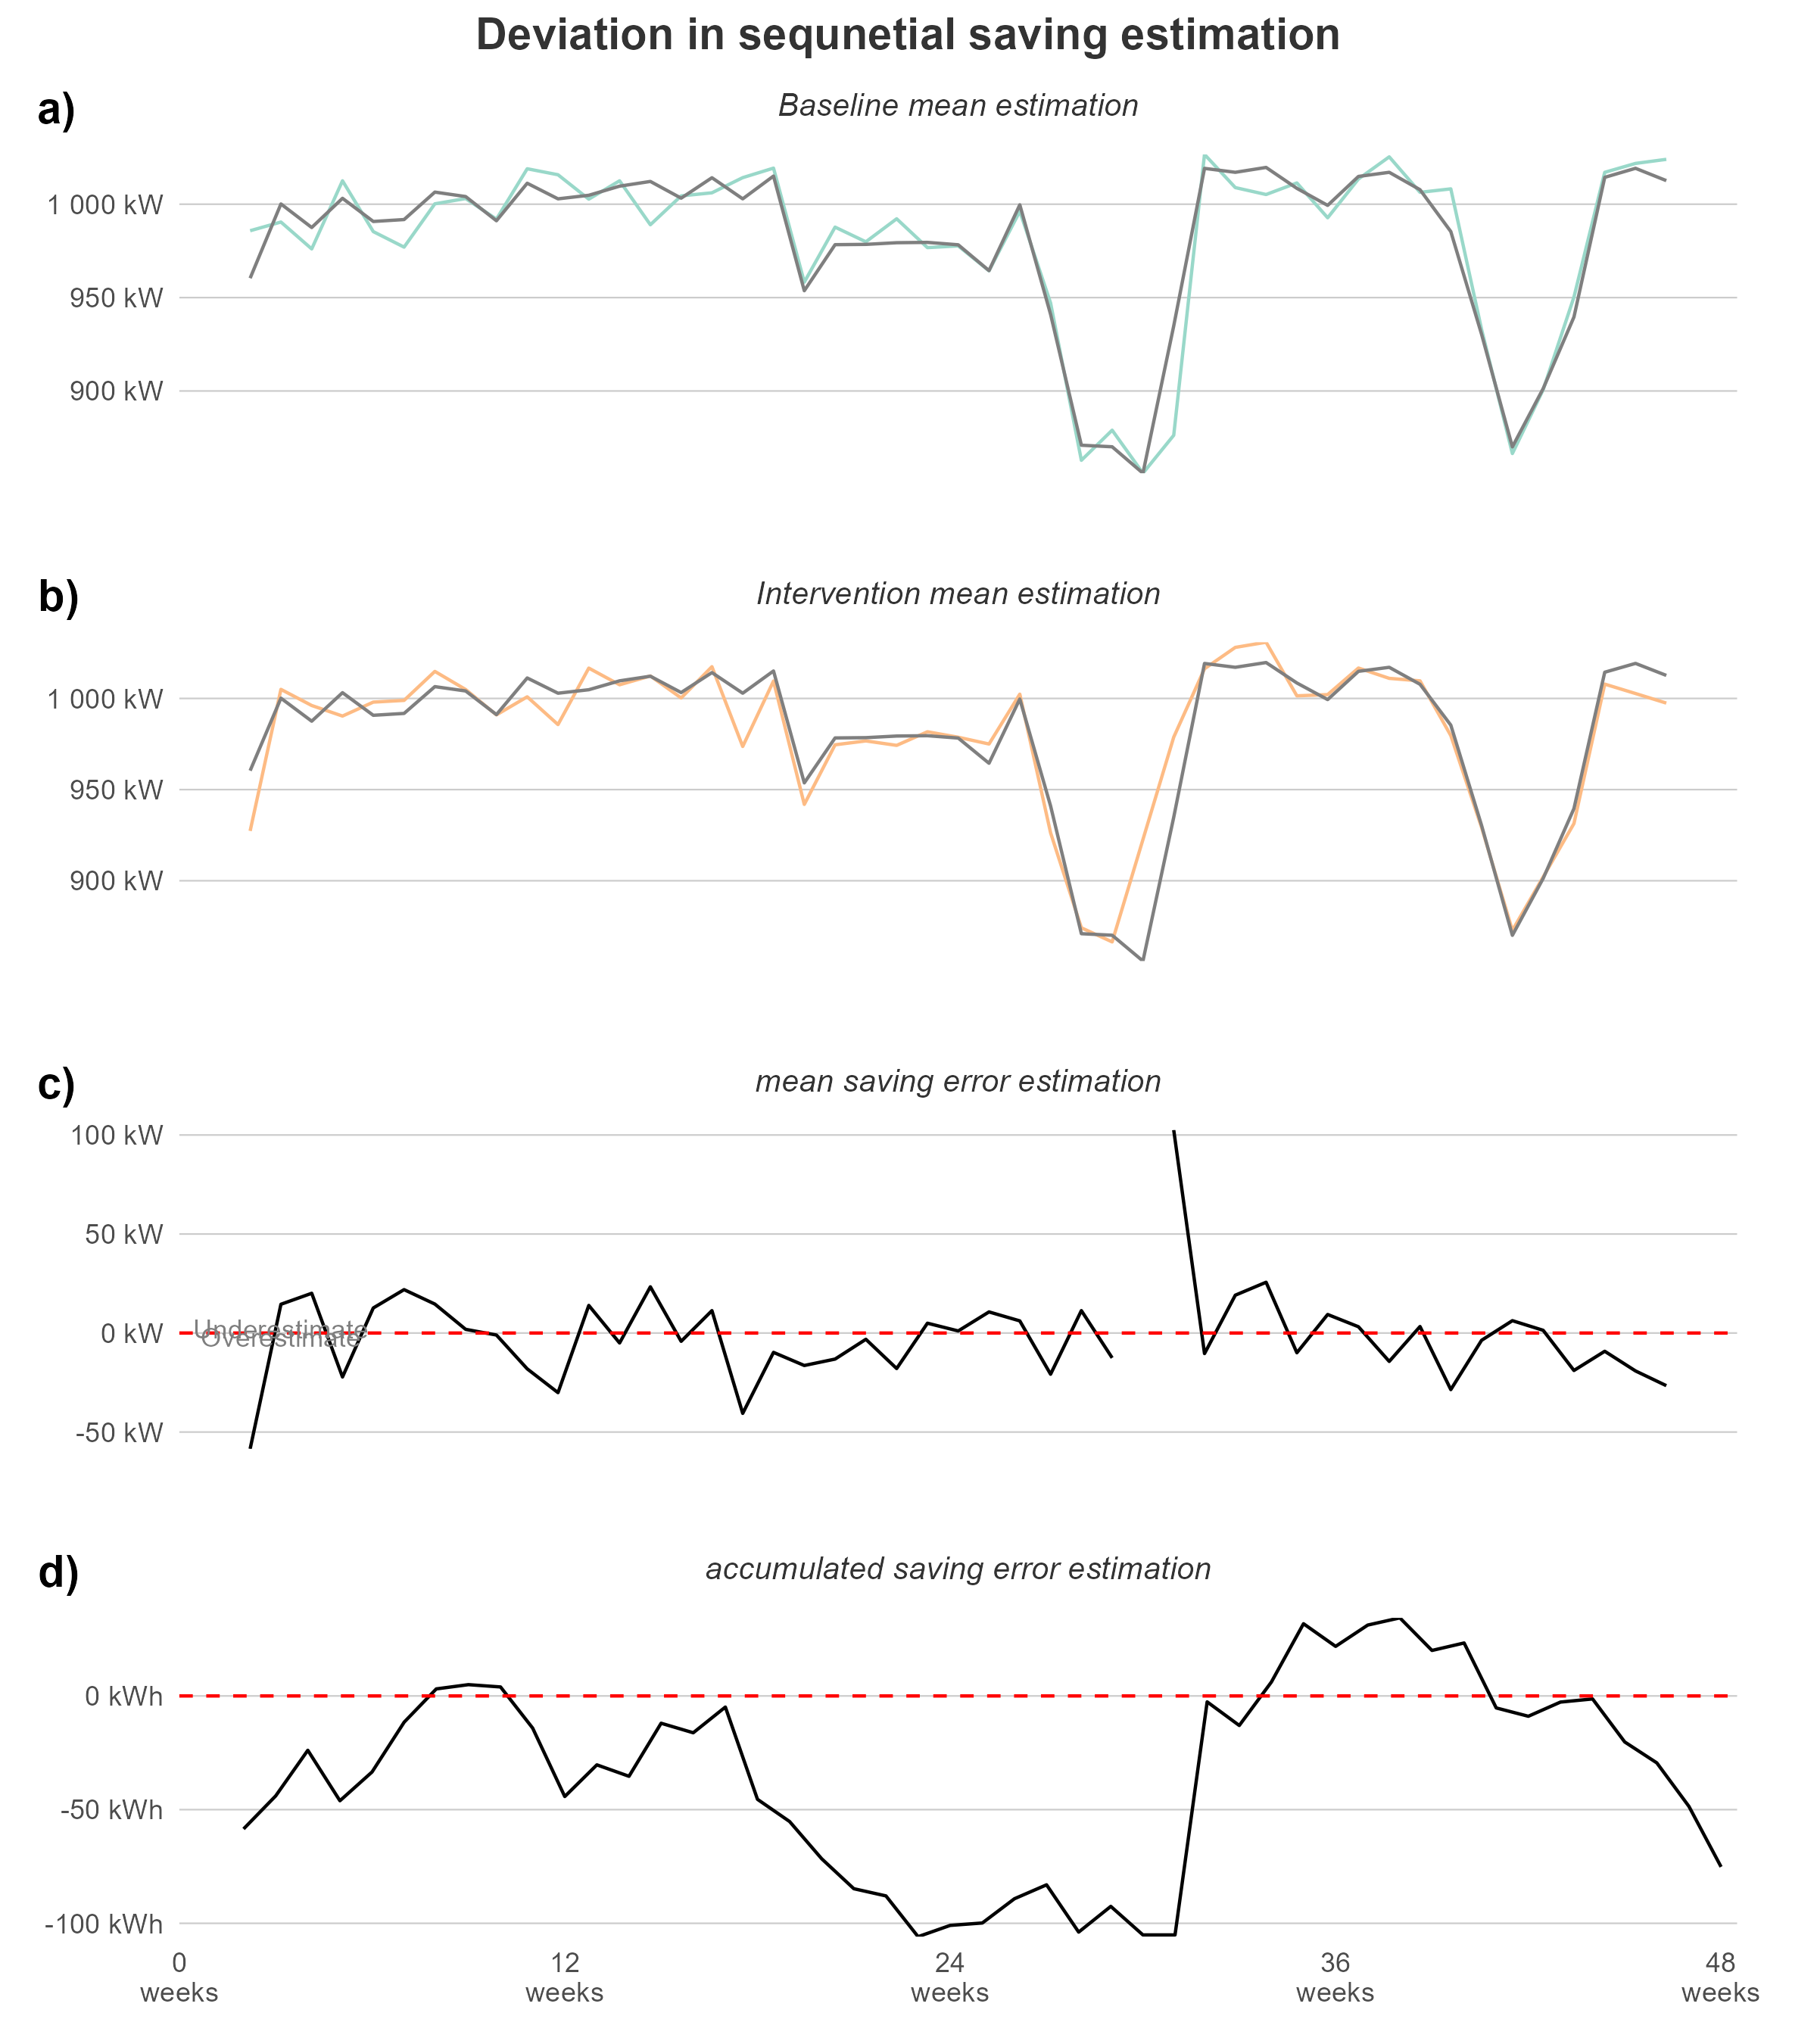 Deviation in sequnetial saving estimation
a)
Baseline mean estimation
1 000 kW
950 kW
900 kW
b)
Intervention mean estimation
1 000 kW
950 kW
900 kW
c)
mean saving error estimation
100 kW
50 kW
Underestimate
0 kW
Overestimate
-50 kW
d)
accumulated saving error estimation
0 kWh
-50 kWh
-100 kWh
0 12 24 36 48
weeks weeks weeks weeks weeks